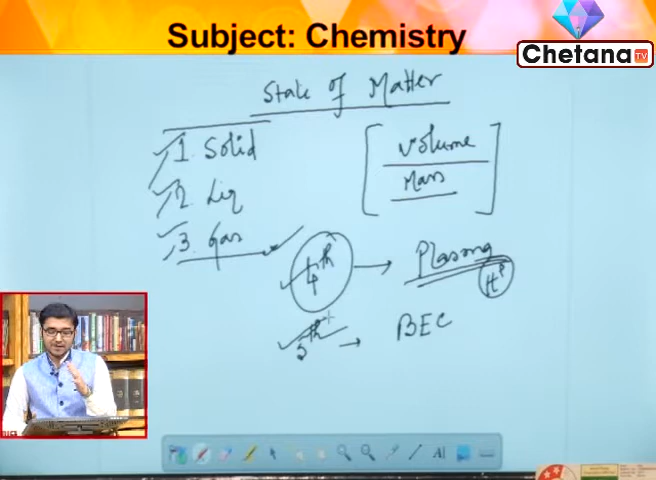 Subject: Chemistry
Chetana TV
State of Matter
1. Solid
2. Liq
3. Gas
Volume
Mass
4th → Plasma
5th → BEC
AI